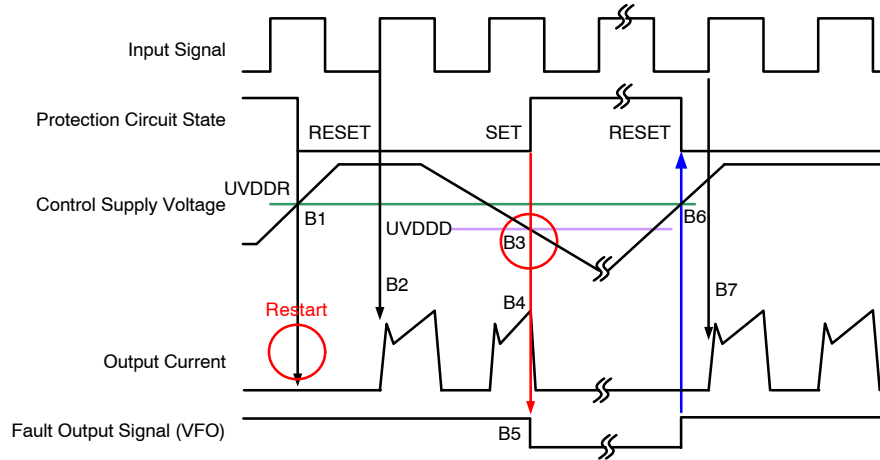 Input Signal
Protection Circuit State
RESET
SET
RESET
UVDDR
Control Supply Voltage
B1
UVDDD
B3
B6
B2
B4
B7
Restart
Output Current
Fault Output Signal (VFO)
B5